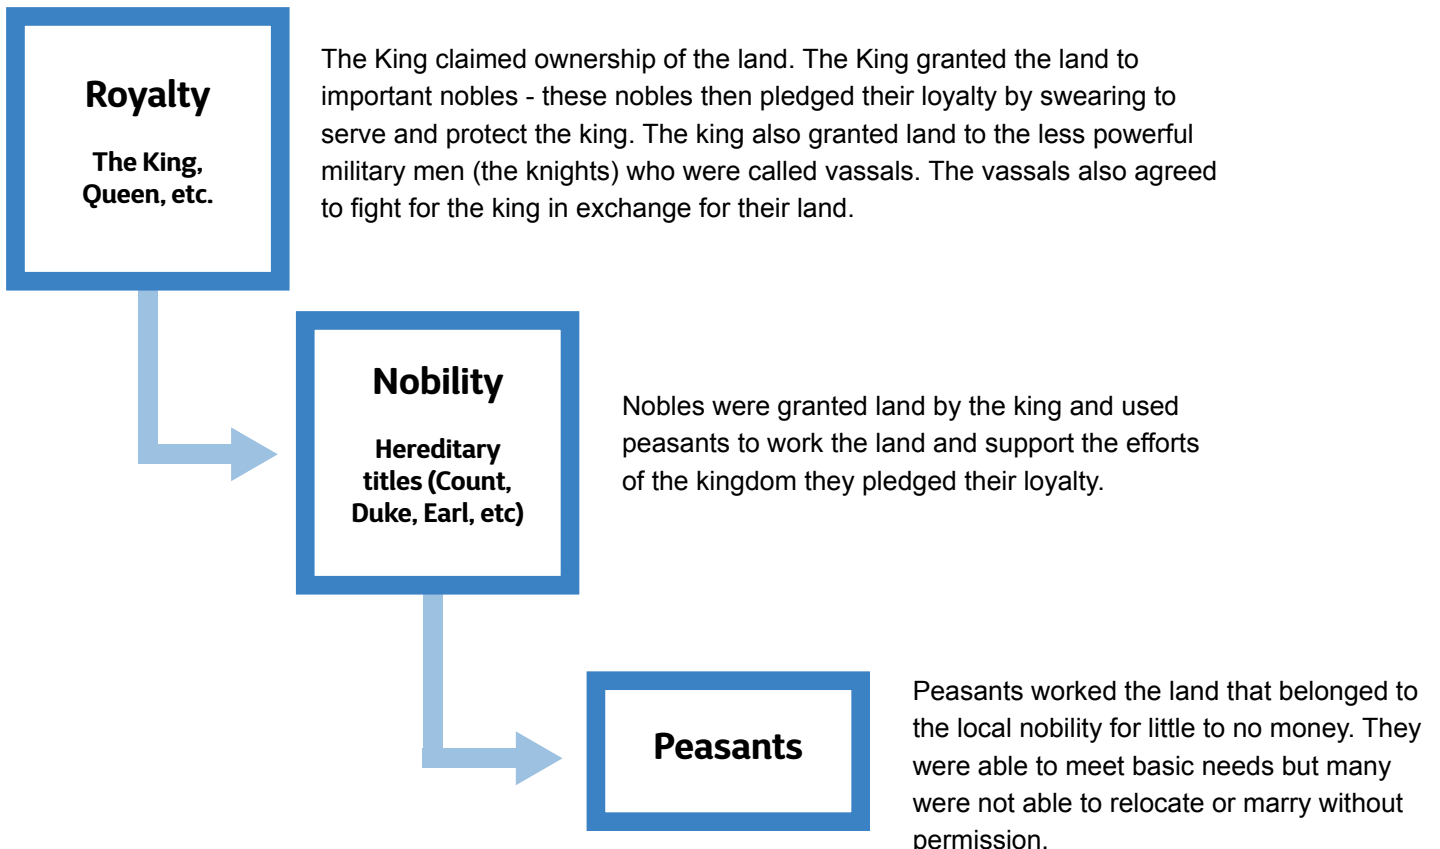 Royalty
The King,
Queen, etc.
The King claimed ownership of the land. The King granted the land to
important nobles - these nobles then pledged their loyalty by swearing to
serve and protect the king. The king also granted land to the less powerful
military men (the knights) who were called vassals. The vassals also agreed
to fight for the king in exchange for their land.
Nobility
Hereditary
titles (Count,
Duke, Earl, etc)
Nobles were granted land by the king and used
peasants to work the land and support the efforts
of the kingdom they pledged their loyalty.
Peasants
Peasants worked the land that belonged to
the local nobility for little to no money. They
were able to meet basic needs but many
were not able to relocate or marry without
permission.